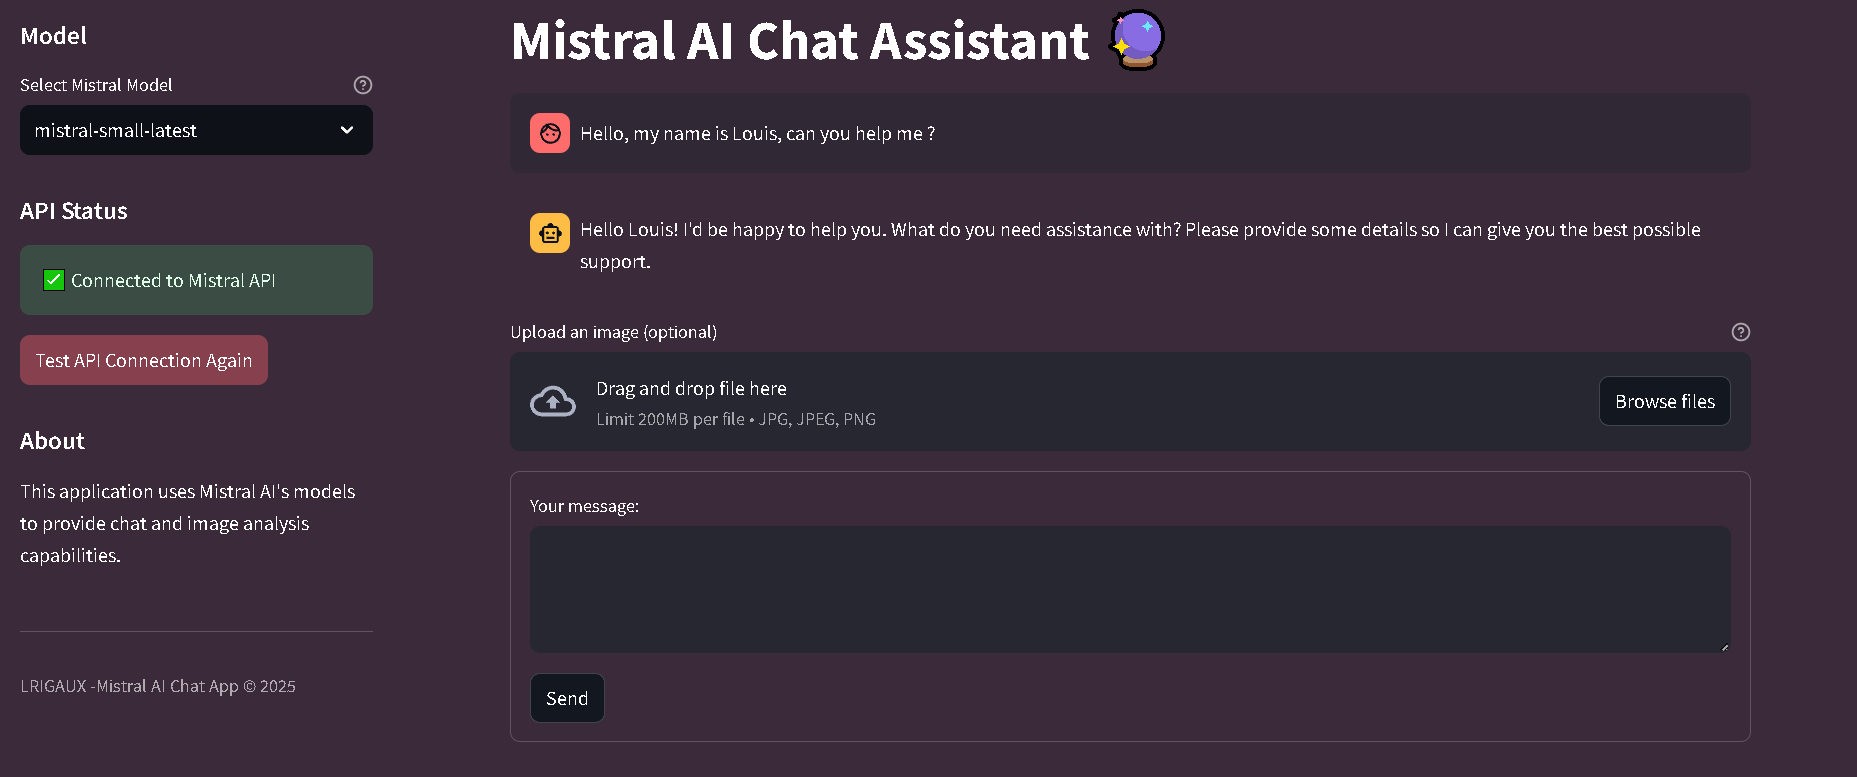 Model
Select Mistral Model
mistral-small-latest
API Status
Connected to Mistral API
Test API Connection Again
About
This application uses Mistral AI's models
to provide chat and image analysis
capabilities.
LRIGAUX -Mistral AI Chat App © 2025
Mistral AI Chat Assistant
Hello, my name is Louis, can you help me ?
Hello Louis! I'd be happy to help you. What do you need assistance with? Please provide some details so I can give you the best possible
support.
Upload an image (optional)
Drag and drop file here
Limit 200MB per file • JPG, JPEG, PNG
Browse files
Your message:
Send